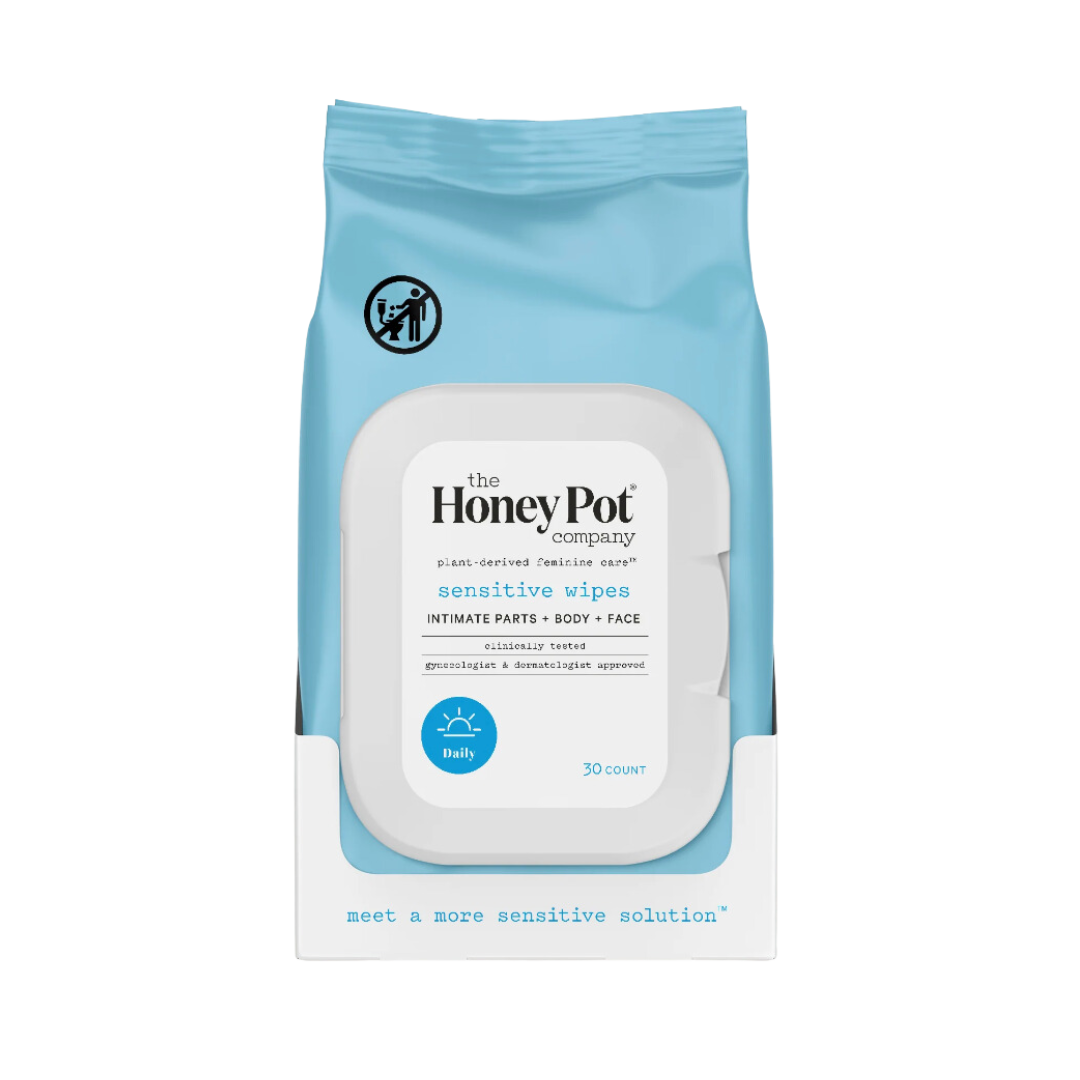 the
Honey Pot®
company
plant-derived feminine care™
sensitive wipes
INTIMATE PARTS + BODY + FACE
clinically tested
gynecologist & dermatologist approved
Daily
30 COUNT
meet a more sensitive solution™